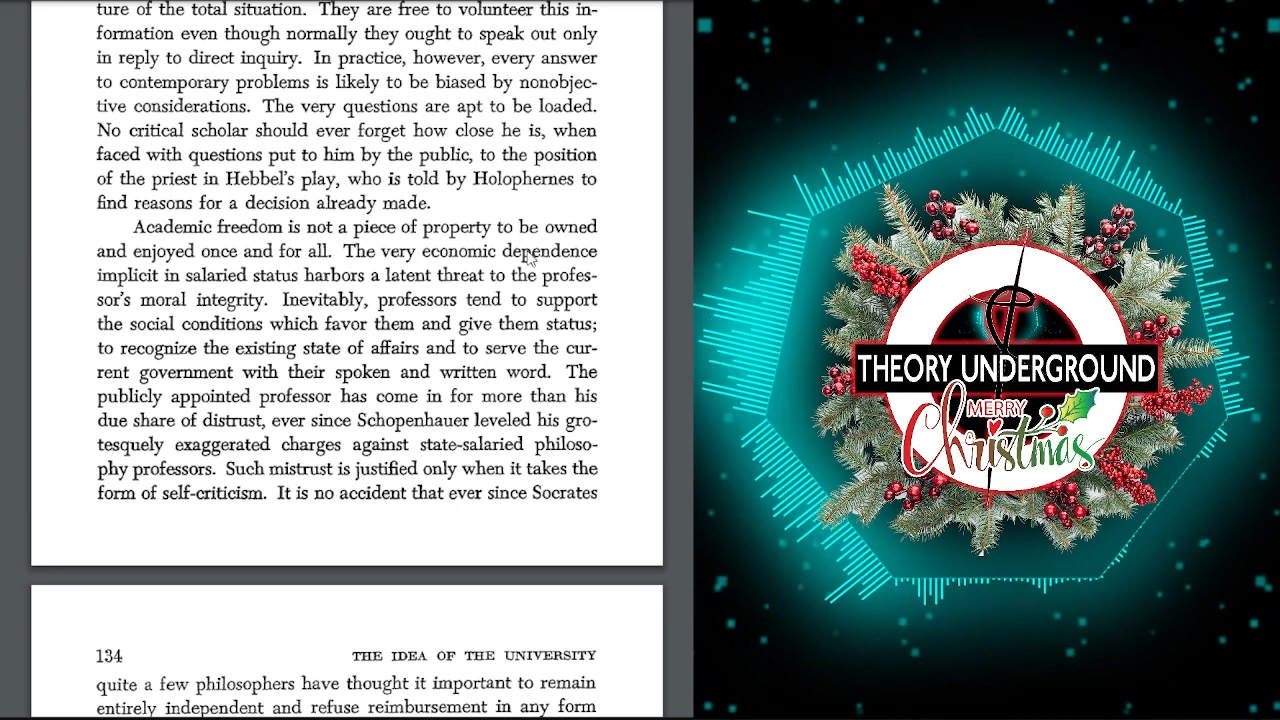 ture of the total situation. They are free to volunteer this in-
formation even though normally they ought to speak out only
in reply to direct inquiry. In practice, however, every answer
to contemporary problems is likely to be biased by nonobjec-
tive considerations. The very questions are apt to be loaded.
No critical scholar should ever forget how close he is, when
faced with questions put to him by the public, to the position
of the priest in Hebbel's play, who is told by Holophernes to
find reasons for a decision already made.
Academic freedom is not a piece of property to be owned
and enjoyed once and for all. The very economic dependence
implicit in salaried status harbors a latent threat to the profes-
sor's moral integrity. Inevitably, professors tend to support
the social conditions which favor them and give them status;
to recognize the existing state of affairs and to serve the cur-
rent government with their spoken and written word. The
publicly appointed professor has come in for more than his
due share of distrust, ever since Schopenhauer leveled his gro-
tesquely exaggerated charges against state-salaried philoso-
phy professors. Such mistrust is justified only when it takes the
form of self-criticism. It is no accident that ever since Socrates
134 THE IDEA OF THE UNIVERSITY
quite a few philosophers have thought it important to remain
entirely independent and refuse reimbursement in any form
THEORY UNDERGROUND
MERRY
Christmas